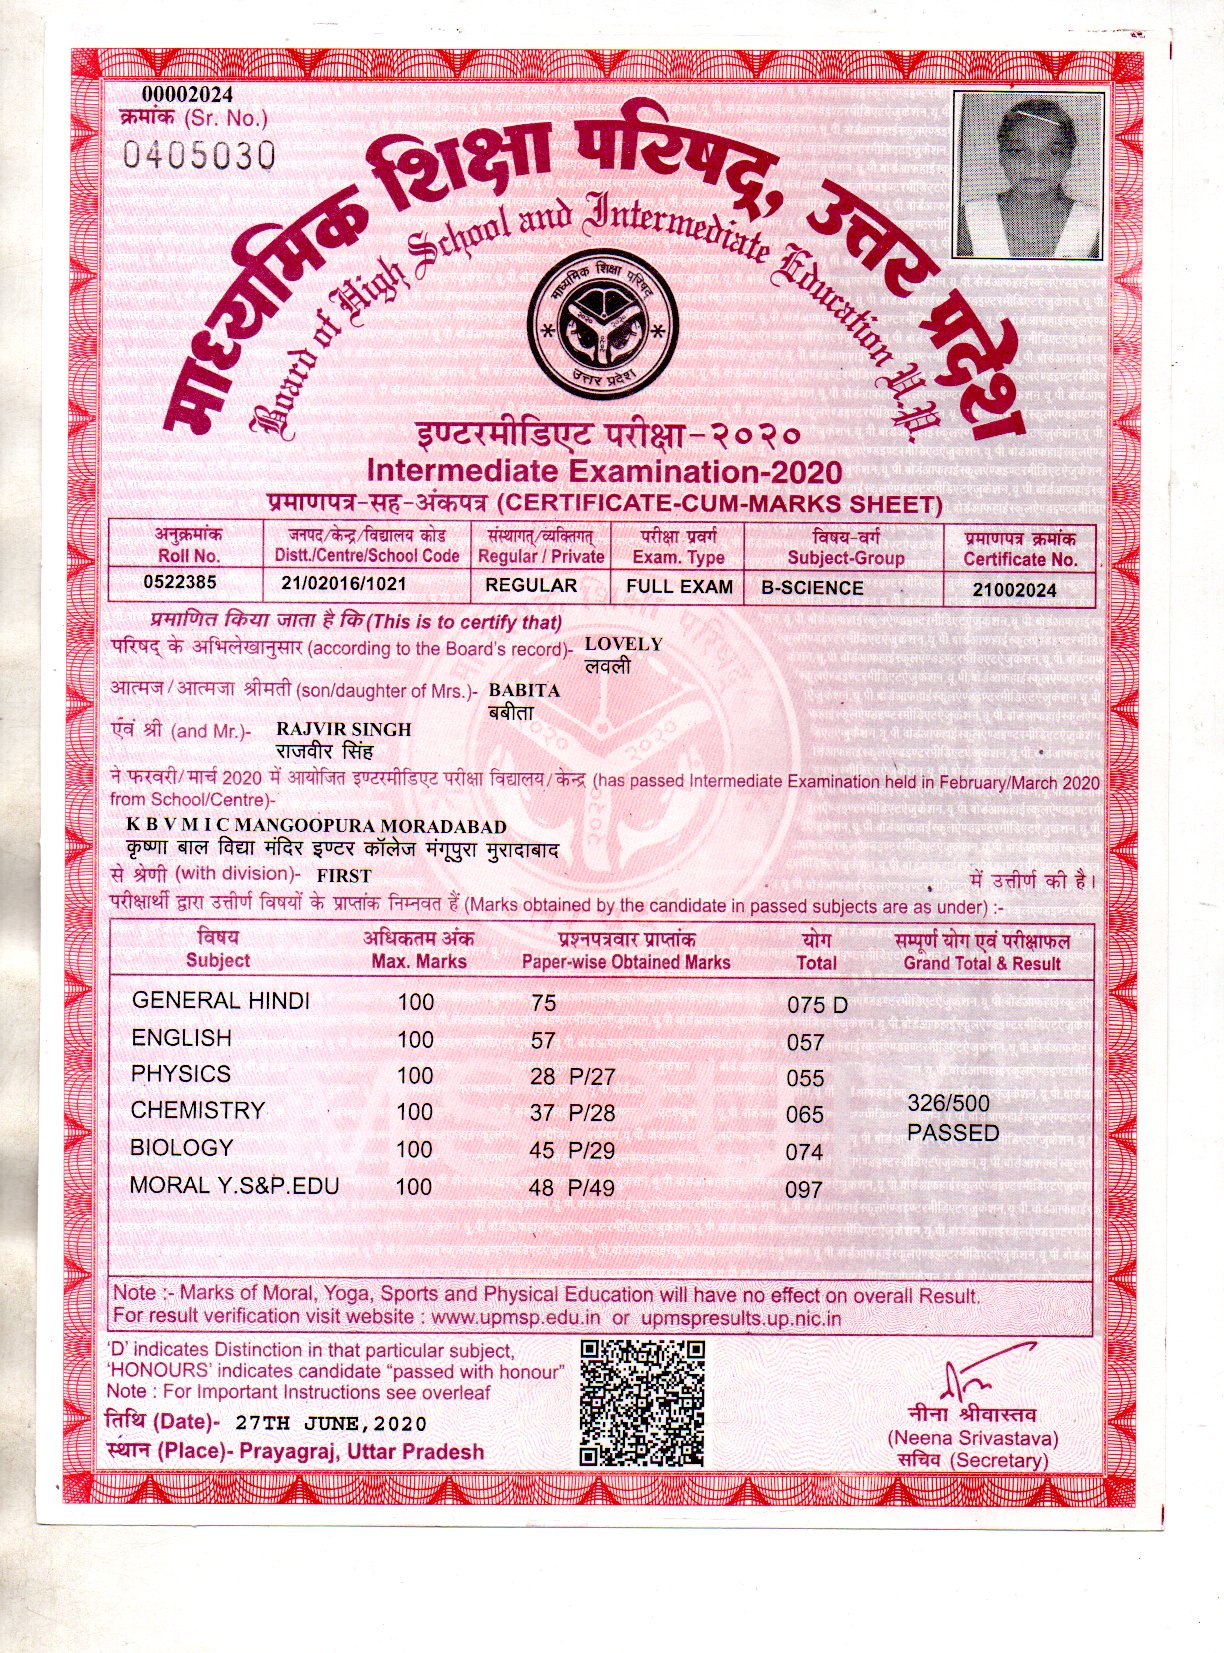 00002024
क्रमांक (Sr. No.)
0405030
माध्यमिक शिक्षा परिषद्, उत्तर प्रदेश
Board of High School and Intermediate Education U.P.
माध्यमिक शिक्षा परिषद्
उत्तर प्रदेश
इण्टरमीडिएट परीक्षा-२०२०
Intermediate Examination-2020
प्रमाणपत्र-सह-अंकपत्र (CERTIFICATE-CUM-MARKS SHEET)
अनुक्रमांक जनपद/केन्द्र/विद्यालय कोड संस्थागत्/व्यक्तिगत् परीक्षा प्रवर्ग विषय-वर्ग प्रमाणपत्र क्रमांक
Roll No. Distt./Centre/School Code Regular / Private Exam. Type Subject-Group Certificate No.
0522385 21/02016/1021 REGULAR FULL EXAM B-SCIENCE 21002024
प्रमाणित किया जाता है कि (This is to certify that)
परिषद् के अभिलेखानुसार (according to the Board's record)- LOVELY
लवली
आत्मज/आत्मजा श्रीमती (son/daughter of Mrs.)- BABITA
बबीता
एंवं श्री (and Mr.)- RAJVIR SINGH
राजवीर सिंह
ने फरवरी/मार्च 2020 में आयोजित इण्टरमीडिएट परीक्षा विद्यालय/केन्द्र (has passed Intermediate Examination held in February/March 2020
from School/Centre)-
K B V M I C MANGOOPURA MORADABAD
कृष्णा बाल विद्या मंदिर इण्टर कॉलेज मंगूपुरा मुरादाबाद
से श्रेणी (with division)- FIRST में उत्तीर्ण की है।
परीक्षार्थी द्वारा उत्तीर्ण विषयों के प्राप्तांक निम्नवत हैं (Marks obtained by the candidate in passed subjects are as under) :-
विषय अधिकतम अंक प्रश्नपत्रवार प्राप्तांक योग सम्पूर्ण योग एवं परीक्षाफल
Subject Max. Marks Paper-wise Obtained Marks Total Grand Total & Result
GENERAL HINDI 100 75 075 D
ENGLISH 100 57 057
PHYSICS 100 28 P/27 055
CHEMISTRY 100 37 P/28 065 326/500
PASSED
BIOLOGY 100 45 P/29 074
MORAL Y.S&P.EDU 100 48 P/49 097
Note :- Marks of Moral, Yoga, Sports and Physical Education will have no effect on overall Result.
For result verification visit website : www.upmsp.edu.in or upmspresults.up.nic.in
'D' indicates Distinction in that particular subject,
'HONOURS' indicates candidate "passed with honour"
Note : For Important Instructions see overleaf
तिथि (Date)- 27TH JUNE, 2020
स्थान (Place)- Prayagraj, Uttar Pradesh
नीना श्रीवास्तव
(Neena Srivastava)
सचिव (Secretary)